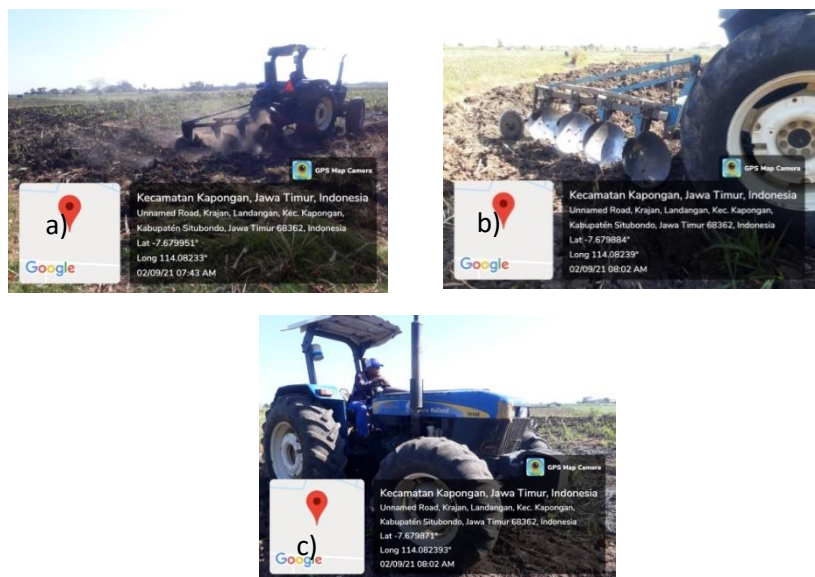 GPS Map Camera
Kecamatan Kapongan, Jawa Timur, Indonesia
Unnamed Road, Krajan, Landangan, Kec. Kapongan,
Kabupatén Situbondo, Jawa Timur 68362, Indonesia
Lat -7.679951°
Long 114.08233°
02/09/21 07:43 AM
a)
Google
GPS Map Camera
Kecamatan Kapongan, Jawa Timur, Indonesia
Unnamed Road, Krajan, Landangan, Kec. Kapongan,
Kabupatén Situbondo, Jawa Timur 68362, Indonesia
Lat -7.679884°
Long 114.08239°
02/09/21 08:02 AM
b)
Google
Holland
GPS Map Camera
Kecamatan Kapongan, Jawa Timur, Indonesia
Unnamed Road, Krajan, Landangan, Kec. Kapongan,
Kabupatén Situbondo, Jawa Timur 68362, Indonesia
Lat -7.679871°
Long 114.082393°
02/09/21 08:02 AM
c)
Google